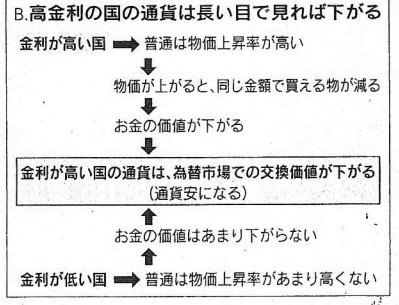 B.高金利の国の通貨は長い目で見れば下がる
金利が高い国 ➡ 普通は物価上昇率が高い
物価が上がると、同じ金額で買える物が減る
お金の価値が下がる
金利が高い国の通貨は、為替市場での交換価値が下がる
(通貨安になる)
お金の価値はあまり下がらない
金利が低い国 ➡ 普通は物価上昇率があまり高くない